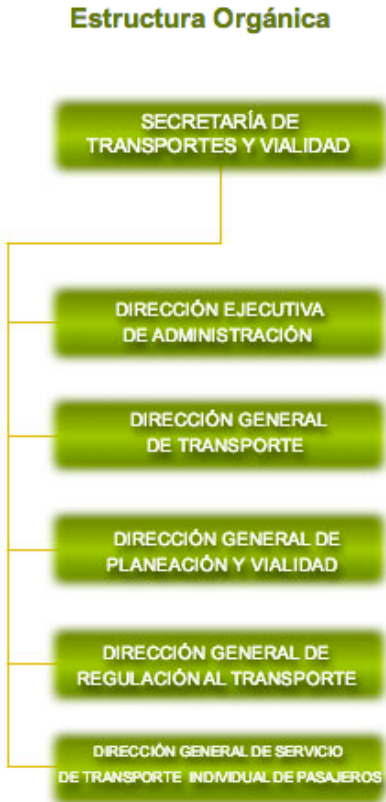 Estructura Orgánica
SECRETARÍA DE
TRANSPORTES Y VIALIDAD
DIRECCIÓN EJECUTIVA
DE ADMINISTRACIÓN
DIRECCIÓN GENERAL
DE TRANSPORTE
DIRECCIÓN GENERAL DE
PLANEACIÓN Y VIALIDAD
DIRECCIÓN GENERAL DE
REGULACIÓN AL TRANSPORTE
DIRECCIÓN GENERAL DE SERVICIO
DE TRANSPORTE INDIVIDUAL DE PASAJEROS